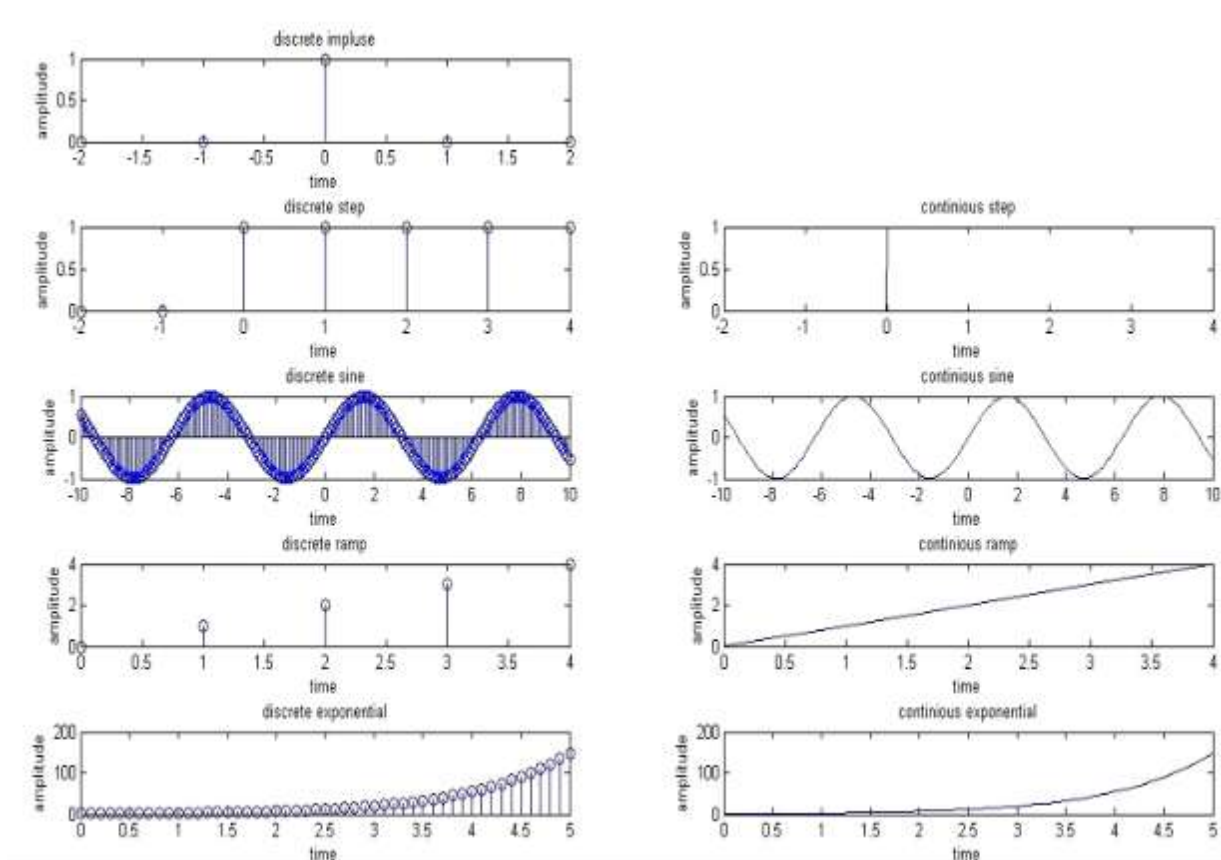 discrete impluse
amplitude
1
0.5
0
-2 -1.5 -1 -0.5 0 0.5 1 1.5 2
time
discrete step
amplitude
1
0.5
0
-2 -1 0 1 2 3 4
time
continious step
amplitude
1
0.5
0
-2 -1 0 1 2 3 4
time
discrete sine
amplitude
1
0
-1
-10 -8 -6 -4 -2 0 2 4 6 8 10
time
continious sine
amplitude
1
0
-1
-10 -8 -6 -4 -2 0 2 4 6 8 10
time
discrete ramp
amplitude
4
2
0
0 0.5 1 1.5 2 2.5 3 3.5 4
time
continious ramp
amplitude
4
2
0
0 0.5 1 1.5 2 2.5 3 3.5 4
time
discrete exponential
amplitude
200
100
0
0 0.5 1 1.5 2 2.5 3 3.5 4 4.5 5
time
continious exponential
amplitude
200
100
0
0 0.5 1 1.5 2 2.5 3 3.5 4 4.5 5
time